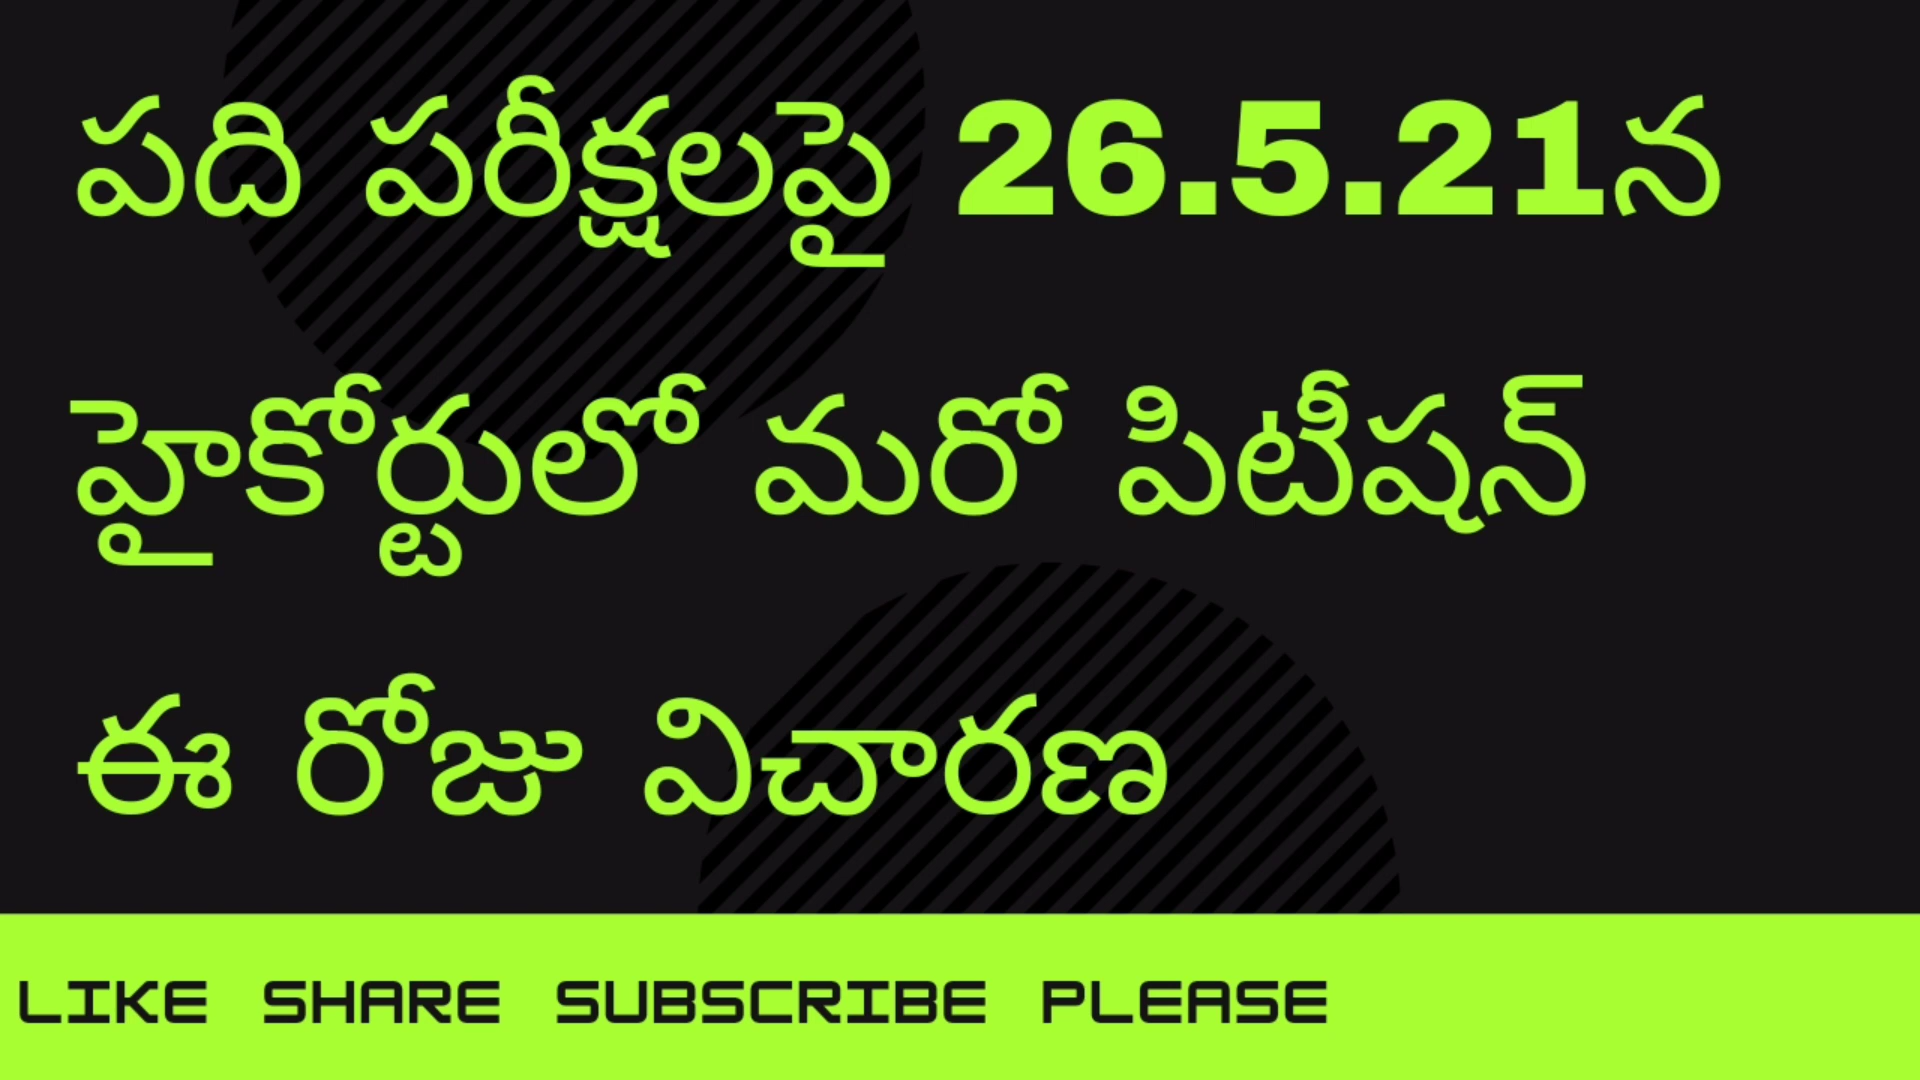 పది పరీక్షలపై 26.5.21న
హైకోర్టులో మరో పిటీషన్
ఈ రోజు విచారణ
LIKE SHARE SUBSCRIBE PLEASE